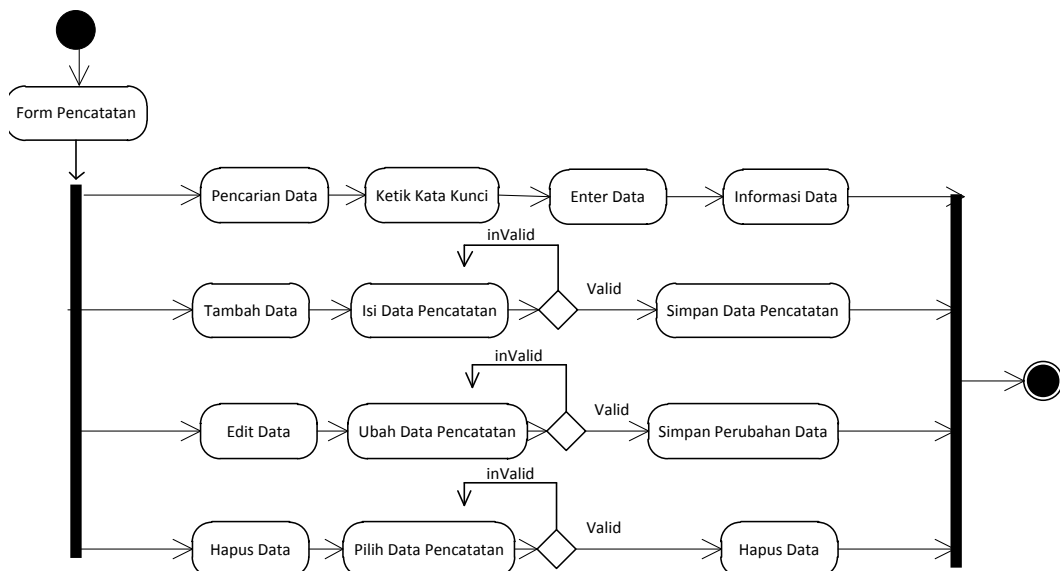 Form Pencatatan
Pencarian Data
Ketik Kata Kunci
Enter Data
Informasi Data
inValid
Tambah Data
Isi Data Pencatatan
Valid
Simpan Data Pencatatan
inValid
Edit Data
Ubah Data Pencatatan
Valid
Simpan Perubahan Data
inValid
Hapus Data
Pilih Data Pencatatan
Valid
Hapus Data